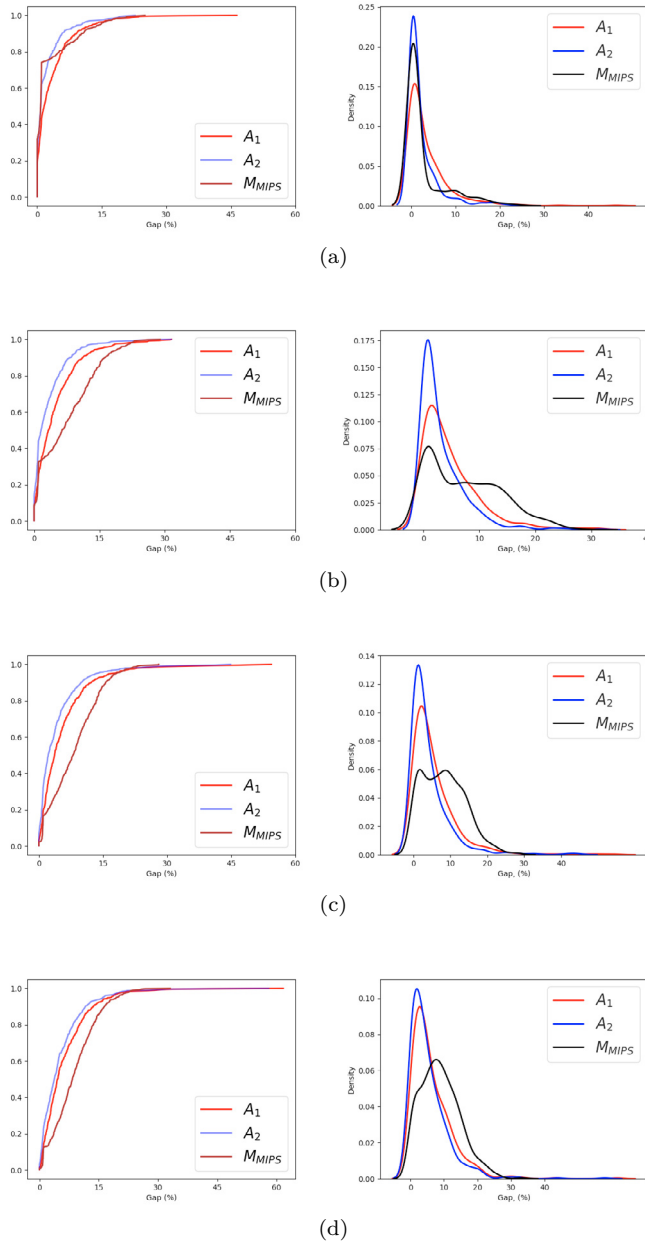 1.0
0.8
0.6
0.4
0.2
0.0
0 15 30 45 60
Gap (%)
A₁
A₂
M_MIPS
0.25
0.20
0.15
0.10
0.05
0.00
Density
0 10 20 30 40
Gap, (%)
A₁
A₂
M_MIPS
(a)
1.0
0.8
0.6
0.4
0.2
0.0
0 15 30 45 60
Gap (%)
A₁
A₂
M_MIPS
0.175
0.150
0.125
0.100
0.075
0.050
0.025
0.000
Density
0 10 20 30 40
Gap, (%)
A₁
A₂
M_MIPS
(b)
1.0
0.8
0.6
0.4
0.2
0.0
0 15 30 45 60
Gap (%)
A₁
A₂
M_MIPS
0.14
0.12
0.10
0.08
0.06
0.04
0.02
0.00
Density
0 10 20 30 40
Gap, (%)
A₁
A₂
M_MIPS
(c)
1.0
0.8
0.6
0.4
0.2
0.0
0 15 30 45 60
Gap (%)
A₁
A₂
M_MIPS
0.10
0.08
0.06
0.04
0.02
0.00
Density
0 10 20 30 40
Gap, (%)
A₁
A₂
M_MIPS
(d)